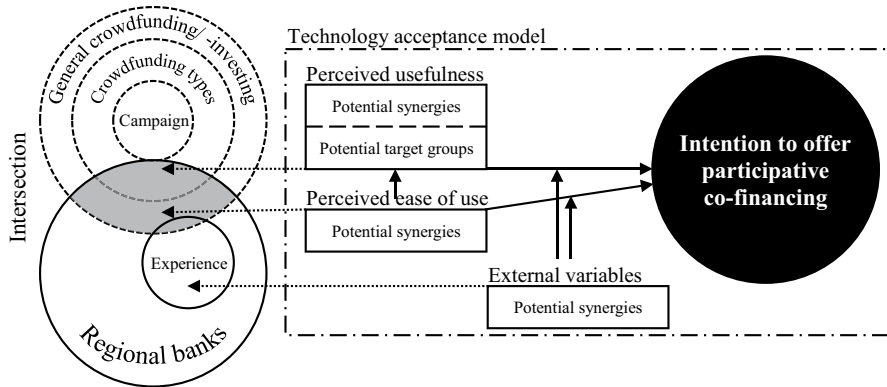 Technology acceptance model
General crowdfunding/ -investing
Crowdfunding types
Campaign
Intersection
Experience
Regional banks
Perceived usefulness
Potential synergies
Potential target groups
Perceived ease of use
Potential synergies
External variables
Potential synergies
Intention to offer
participative
co-financing